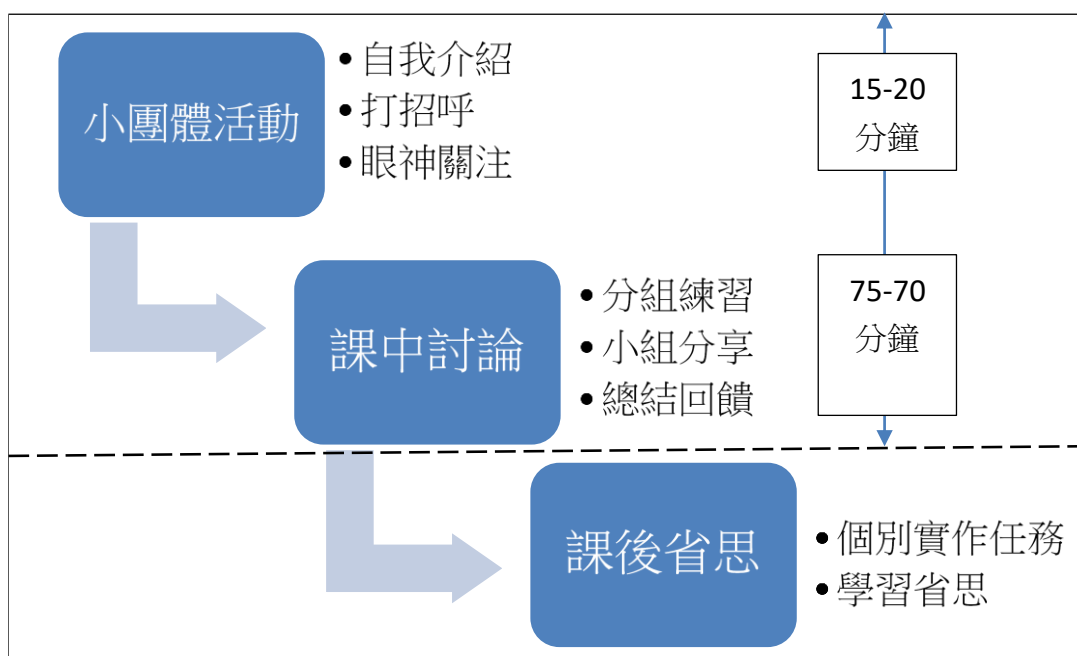 小團體活動
•自我介紹
•打招呼
•眼神關注
15-20
分鐘
課中討論
•分組練習
•小組分享
•總結回饋
75-70
分鐘
課後省思
•個別實作任務
•學習省思